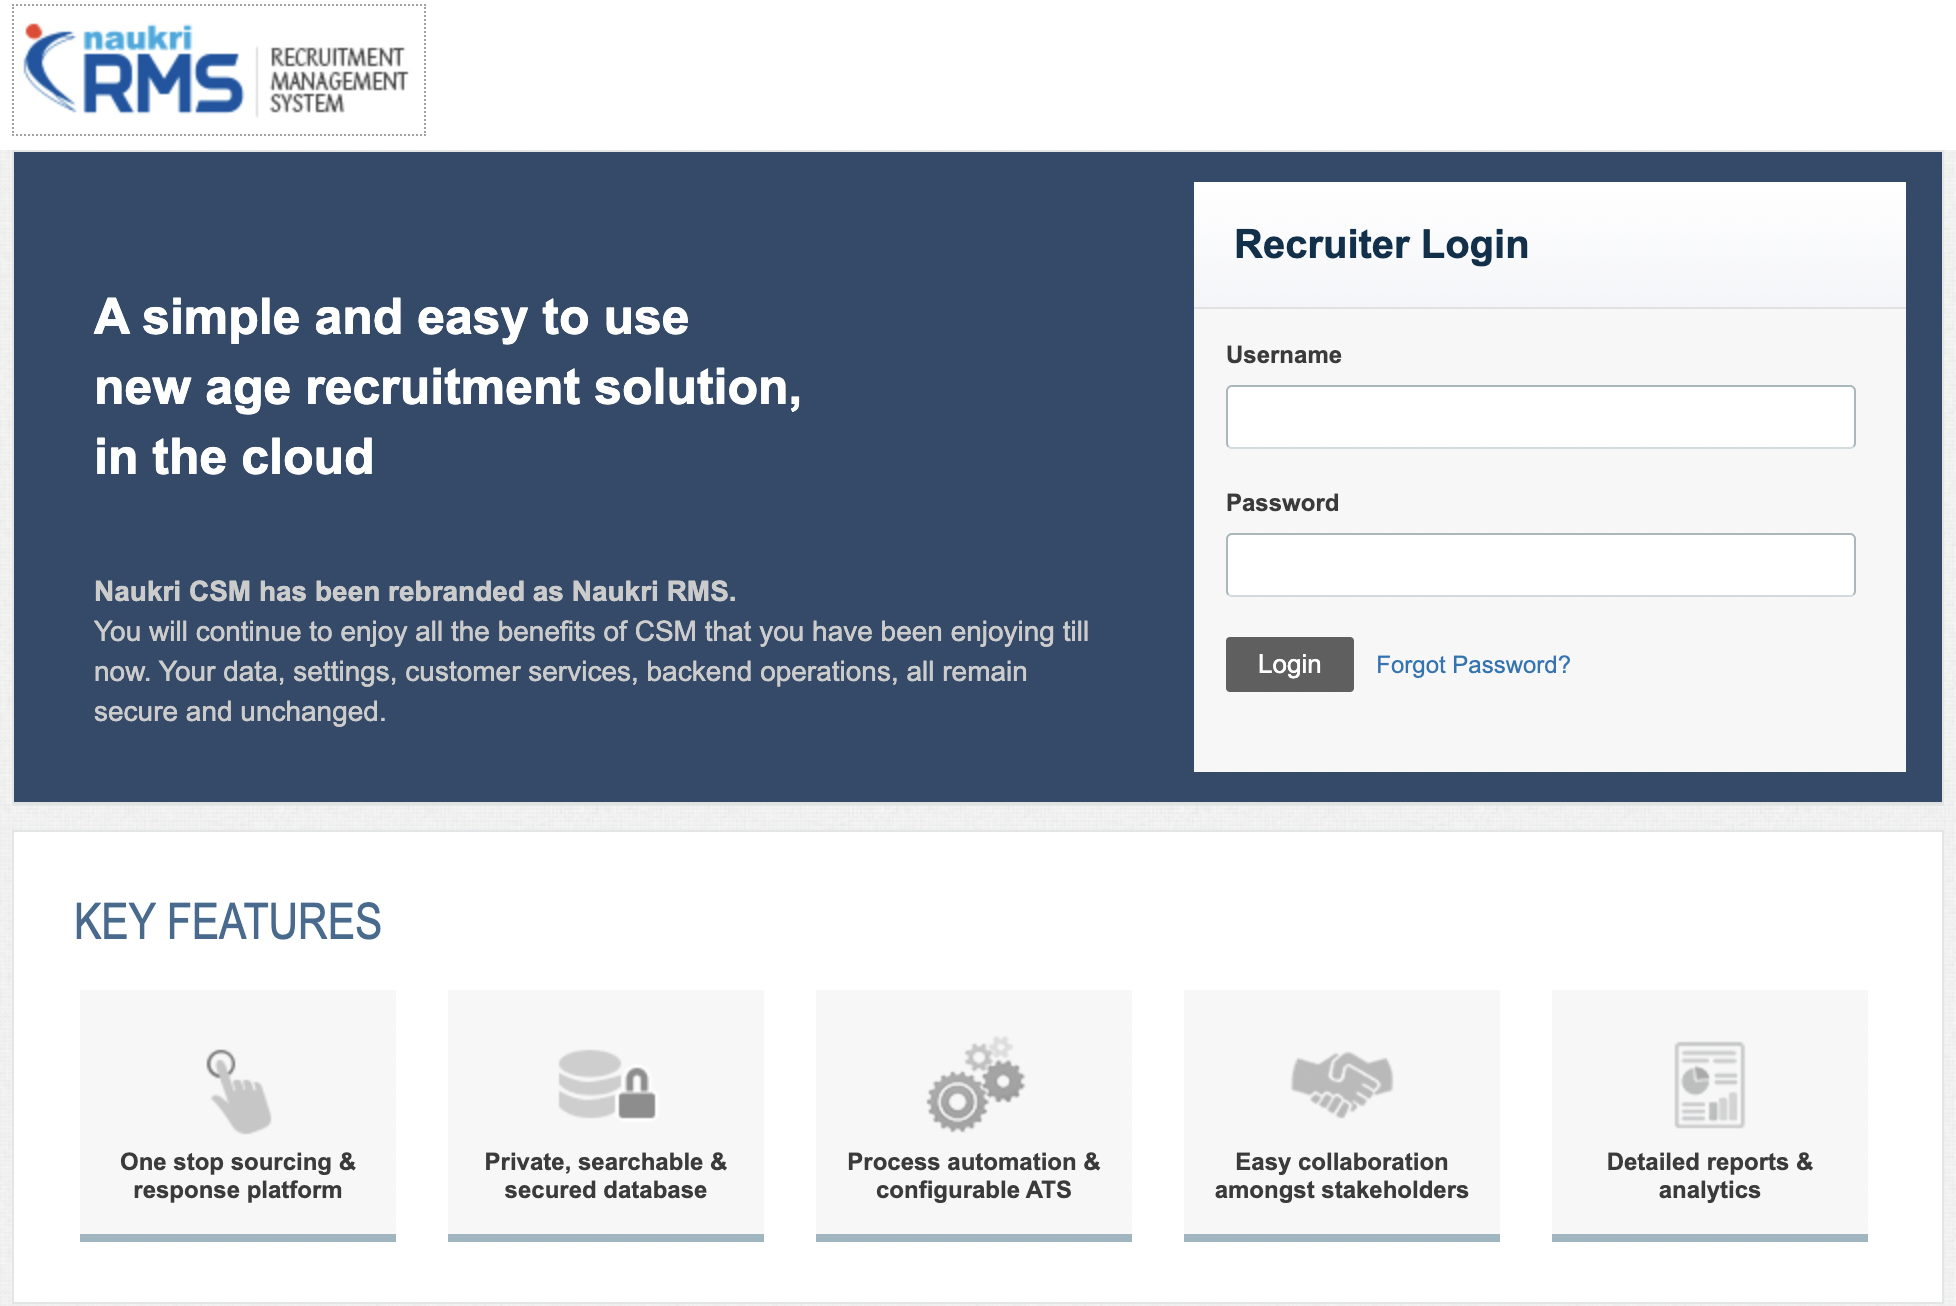 naukri
RMS
RECRUITMENT
MANAGEMENT
SYSTEM
A simple and easy to use
new age recruitment solution,
in the cloud
Naukri CSM has been rebranded as Naukri RMS.
You will continue to enjoy all the benefits of CSM that you have been enjoying till
now. Your data, settings, customer services, backend operations, all remain
secure and unchanged.
Recruiter Login
Username
Password
Login Forgot Password?
KEY FEATURES
One stop sourcing &
response platform
Private, searchable &
secured database
Process automation &
configurable ATS
Easy collaboration
amongst stakeholders
Detailed reports &
analytics